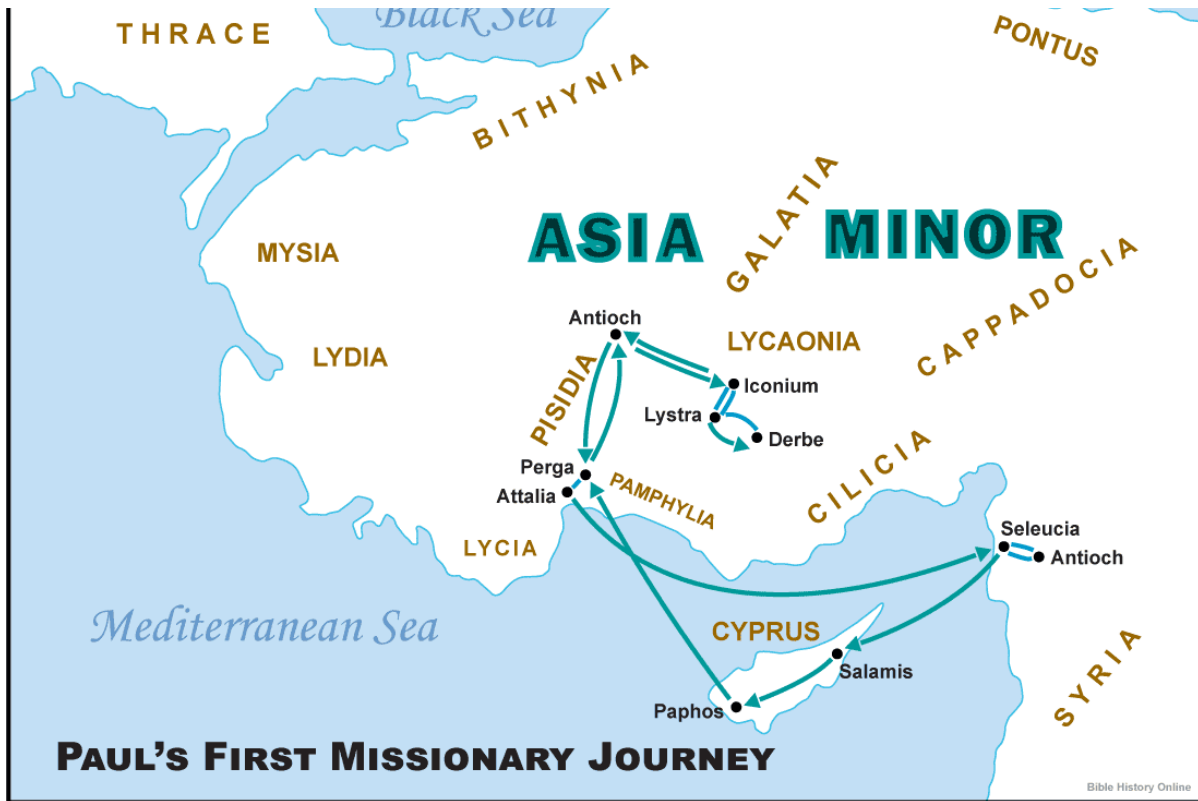 Black Sea
THRACE
PONTUS
BITHYNIA
GALATIA
ASIA MINOR
MYSIA
CAPPADOCIA
Antioch
LYCAONIA
LYDIA
PISIDIA
Iconium
Lystra
Derbe
Perga
Attalia
PAMPHYLIA
CILICIA
LYCIA
Seleucia
Antioch
Mediterranean Sea
CYPRUS
Salamis
SYRIA
Paphos
PAUL'S FIRST MISSIONARY JOURNEY
Bible History Online